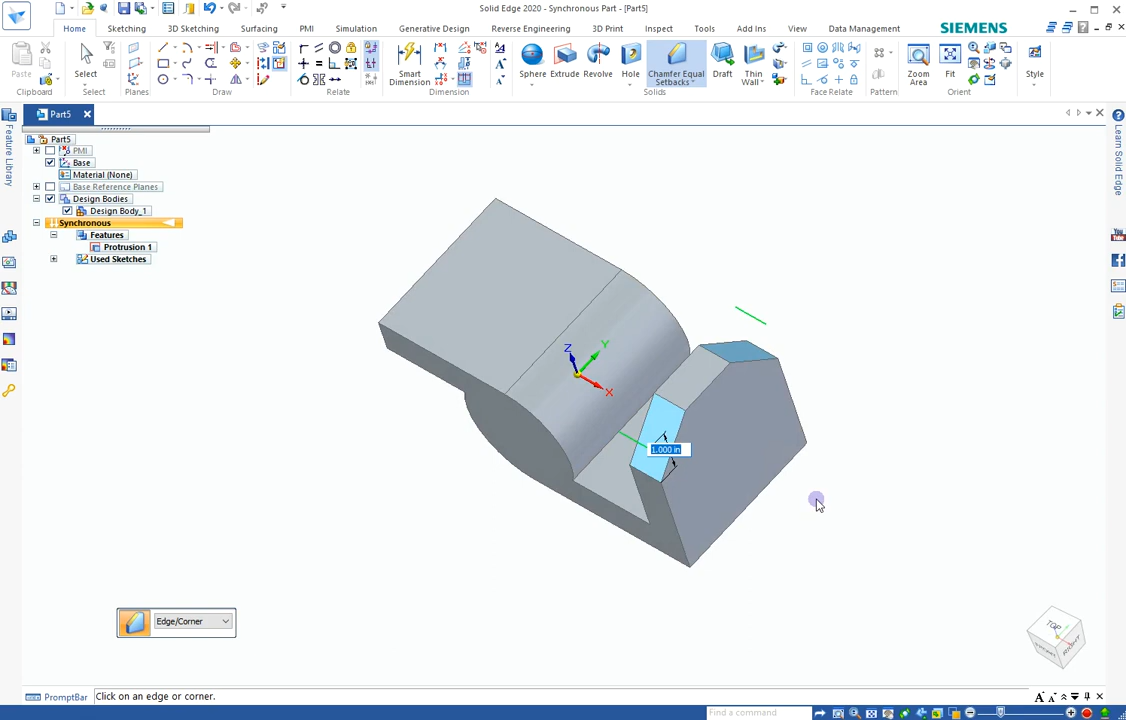 Solid Edge 2020 - Synchronous Part - [Part5]
Home Sketching 3D Sketching Surfacing PMI Simulation Generative Design Reverse Engineering 3D Print Inspect Tools Add Ins Data Management SIEMENS
Paste Select Smart Dimension Sphere Extrude Revolve Hole Chamfer Equal Setbacks Draft Thin Wall Zoom Area Fit Style
Clipboard Select Planes Draw Relate Dimension Solids Face Relate Pattern Orient Style
Part5
Feature Library
Learn Solid Edge
You Tube
Part5
PMI
Base
Material (None)
Base Reference Planes
Design Bodies
Design Body_1
Synchronous
Features
Protrusion 1
Used Sketches
Z
Y
X
1.000 in
Edge/Corner
TOP
RIGHT
PromptBar Click on an edge or corner.
Find a command